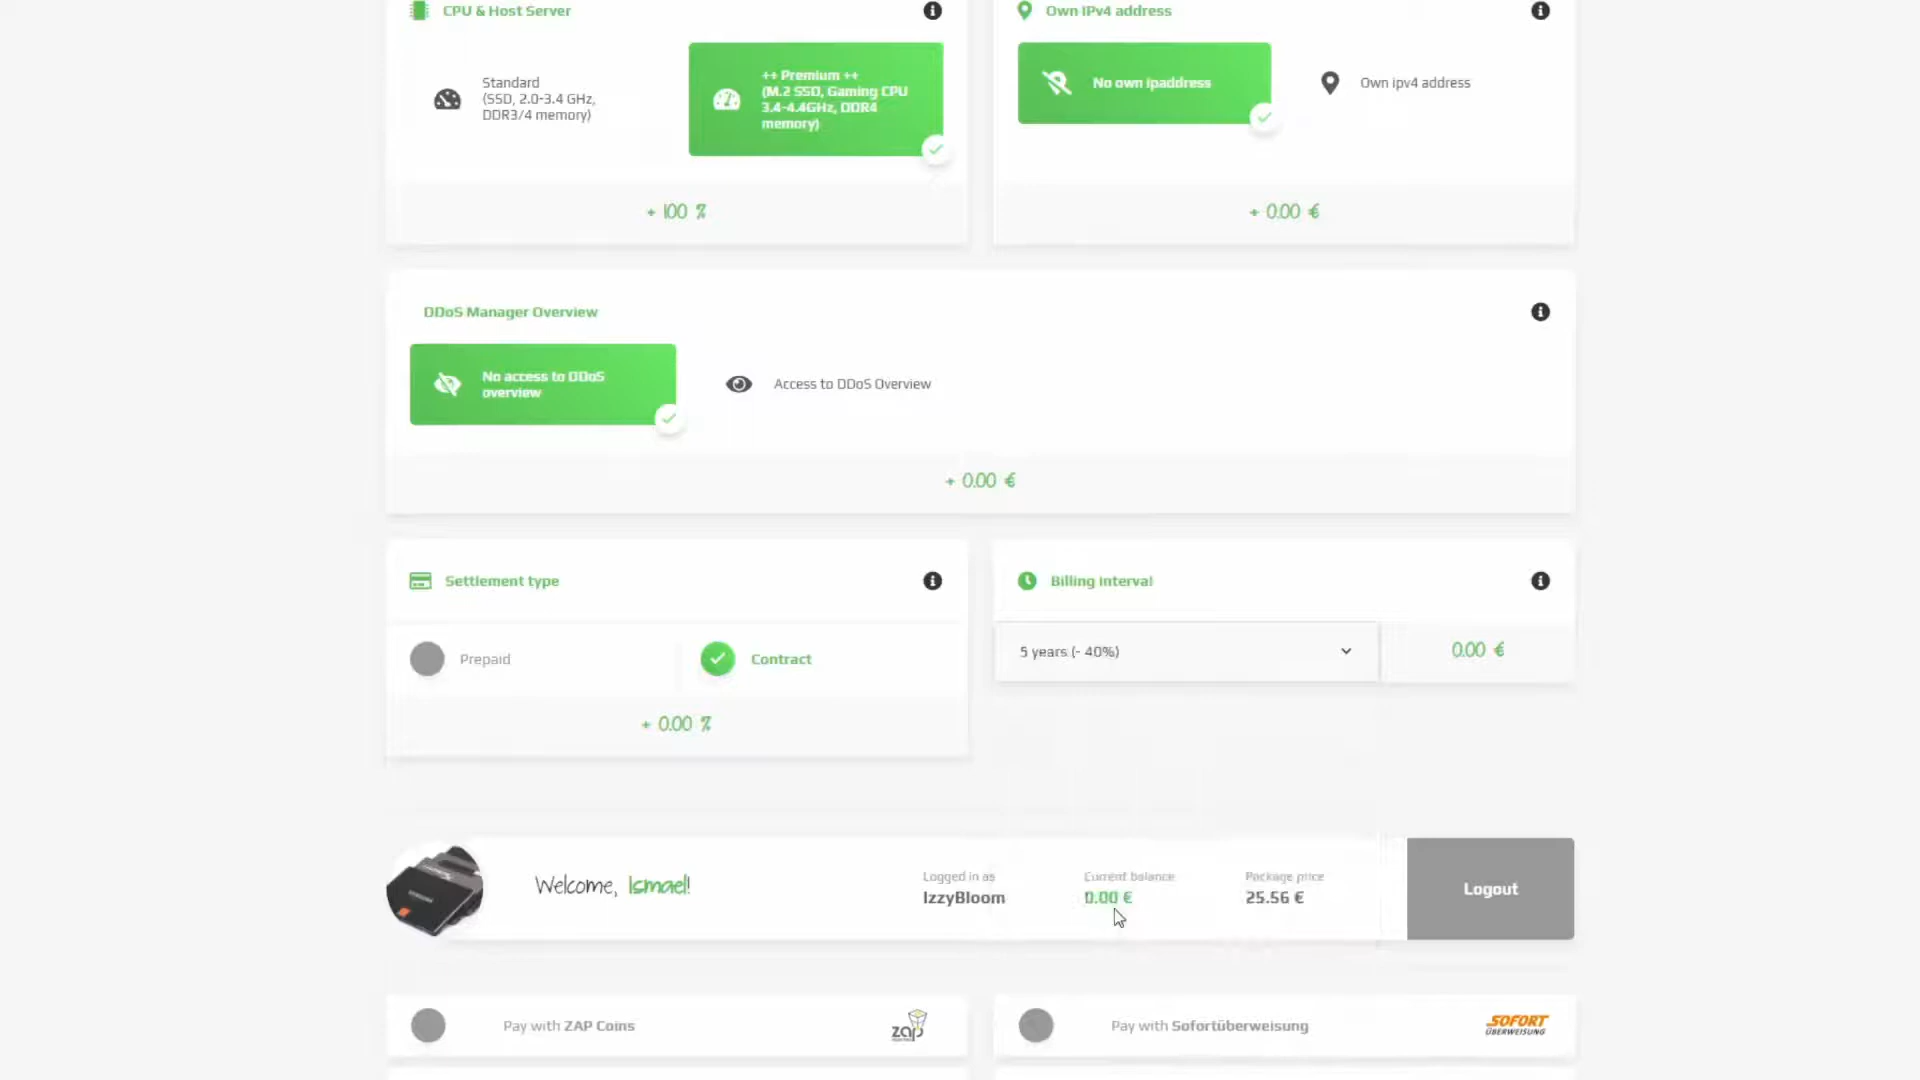 CPU & Host Server
Own IPv4 address
Standard
(SSD, 2.0-3.4 GHz,
DDR3/4 memory)
++ Premium ++
(M.2 SSD, Gaming CPU
3.4-4.4GHz, DDR4
memory)
No own ipaddress
Own ipv4 address
+ 100 %
+ 0.00 €
DDoS Manager Overview
No access to DDoS
overview
Access to DDoS Overview
+ 0.00 €
Settlement type
Billing interval
Prepaid
Contract
5 years (- 40%)
0.00 €
+ 0.00 %
Welcome, Ismael!
Logged in as
IzzyBloom
Current balance
0.00 €
Package price
25.56 €
Logout
Pay with ZAP Coins
zap
Pay with Sofortüberweisung
SOFORT
ÜBERWEISUNG